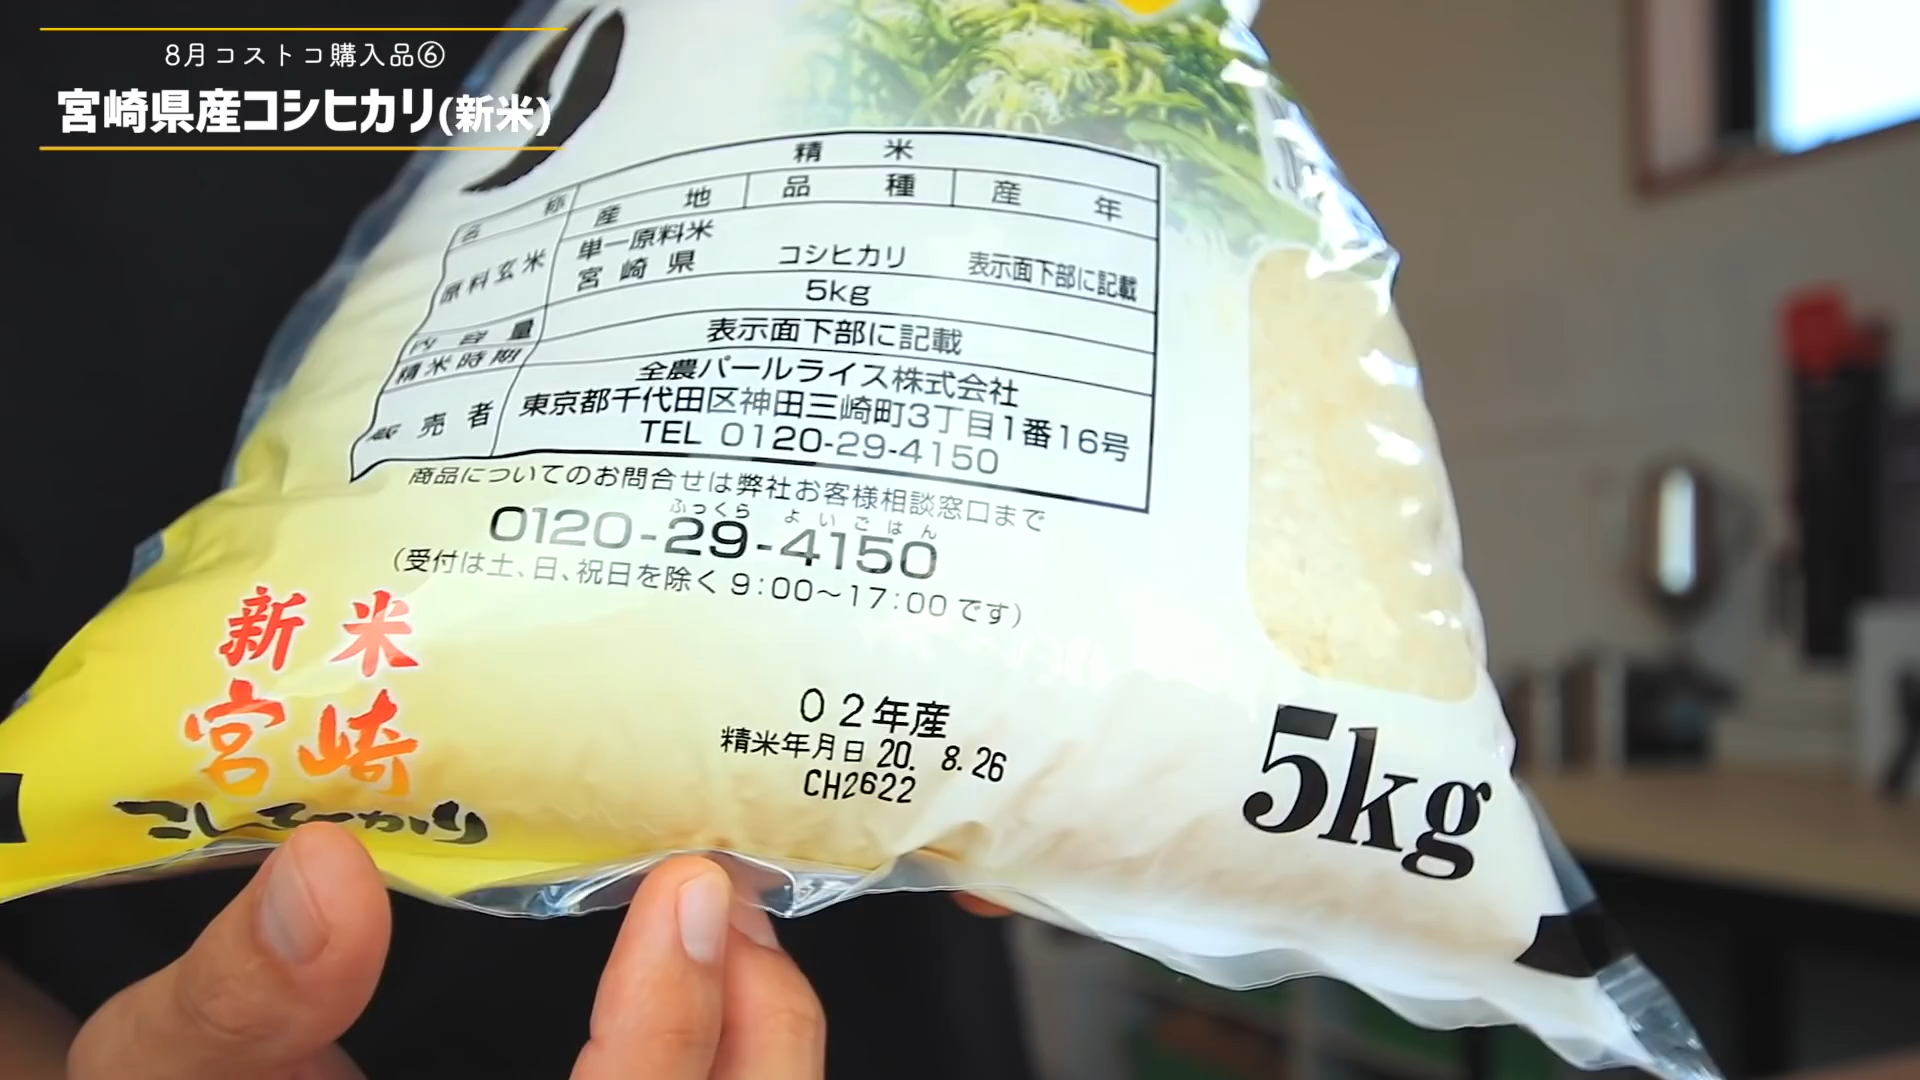 8月コストコ購入品⑥
宮崎県産コシヒカリ(新米)
名称 精米
産地 品種 産年
原料玄米 単一原料米
宮崎県 コシヒカリ 表示面下部に記載
内容量 5kg
精米時期 表示面下部に記載
販売者 全農パールライス株式会社
東京都千代田区神田三崎町3丁目1番16号
TEL 0120-29-4150
商品についてのお問合せは弊社お客様相談窓口まで
ふっくら よいごはん
0120-29-4150
(受付は土、日、祝日を除く9:00～17:00です)
新米
宮崎
こしひかり
02年産
精米年月日 20. 8.26
CH2622
5kg